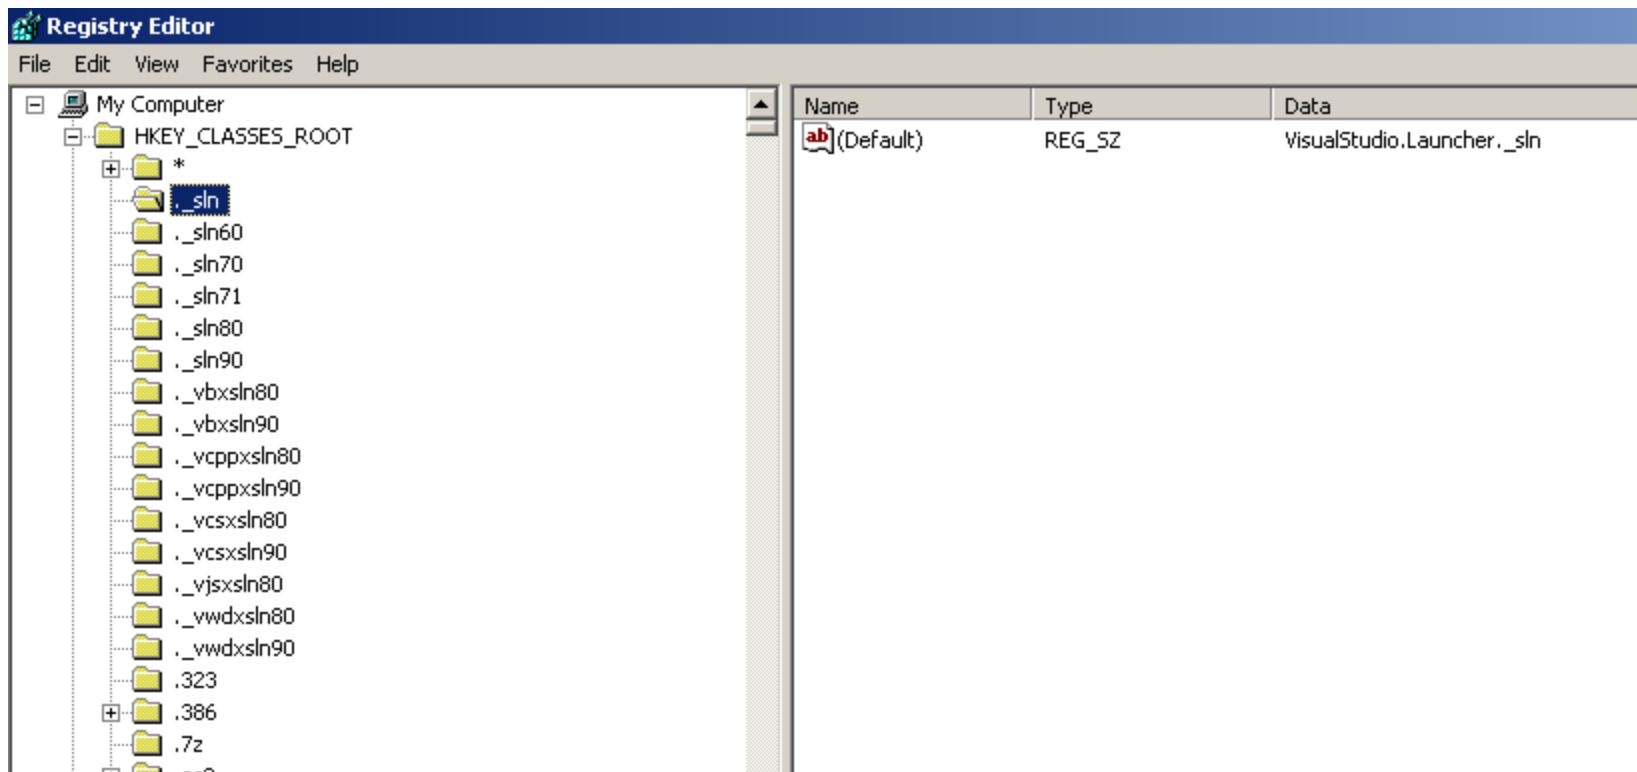 Registry Editor
File Edit View Favorites Help
My Computer
HKEY_CLASSES_ROOT
*
._sln
._sln60
._sln70
._sln71
._sln80
._sln90
._vbxsln80
._vbxsln90
._vcppxsln80
._vcppxsln90
._vcsxsln80
._vcsxsln90
._vjsxsln80
._vwdxsln80
._vwdxsln90
.323
.386
.7z
Name Type Data
ab (Default) REG_SZ VisualStudio.Launcher._sln